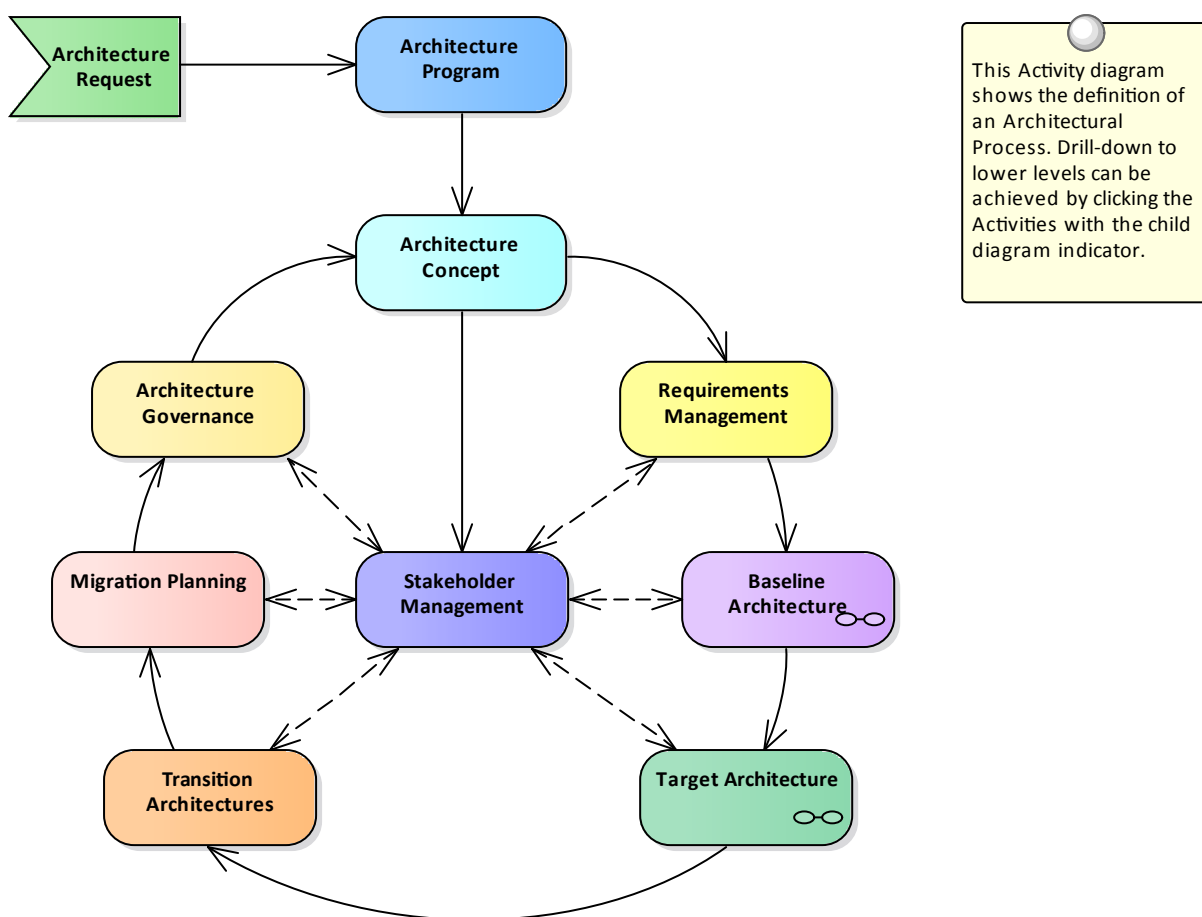 Architecture
Request
Architecture
Program
This Activity diagram
shows the definition of
an Architectural
Process. Drill-down to
lower levels can be
achieved by clicking the
Activities with the child
diagram indicator.
Architecture
Concept
Architecture
Governance
Requirements
Management
Migration Planning
Stakeholder
Management
Baseline
Architecture
Transition
Architectures
Target Architecture